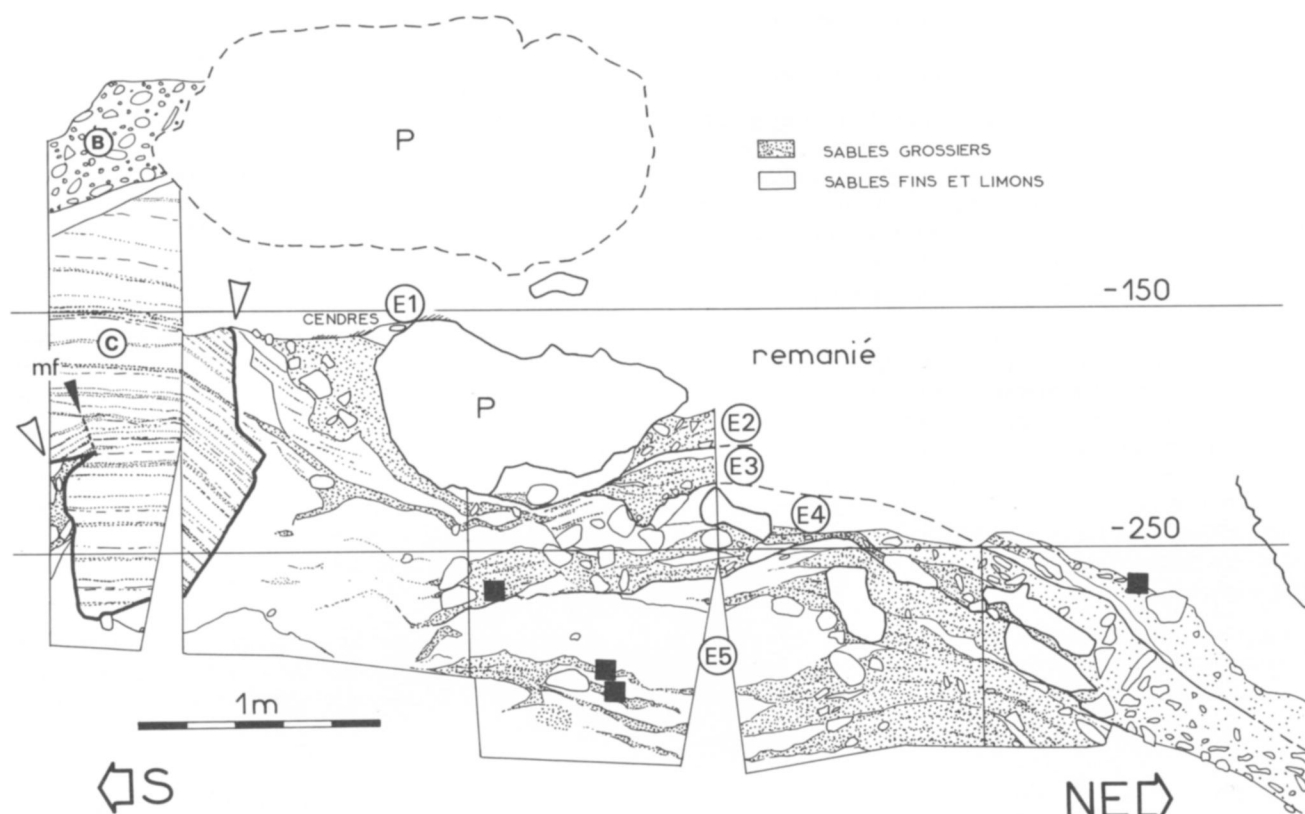 B
P
SABLES GROSSIERS
SABLES FINS ET LIMONS
-150
E1
CENDRES
C
remanié
mf
P
E2
E3
E4
-250
E5
1m
S
NE